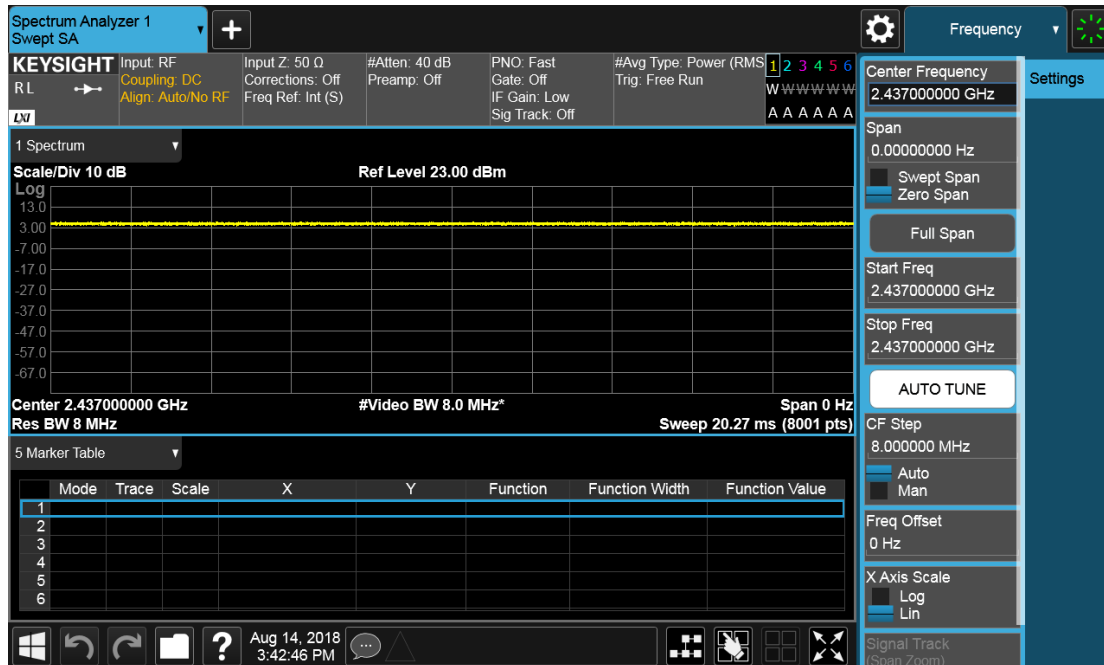 Spectrum Analyzer 1
Swept SA
+
Frequency
KEYSIGHT
RL
LXI
Input: RF
Coupling: DC
Align: Auto/No RF
Input Z: 50 Ω
Corrections: Off
Freq Ref: Int (S)
#Atten: 40 dB
Preamp: Off
PNO: Fast
Gate: Off
IF Gain: Low
Sig Track: Off
#Avg Type: Power (RMS
Trig: Free Run
1 2 3 4 5 6
W W W W W W
A A A A A A
Center Frequency
2.437000000 GHz
Settings
Span
0.00000000 Hz
Swept Span
Zero Span
Full Span
Start Freq
2.437000000 GHz
Stop Freq
2.437000000 GHz
AUTO TUNE
CF Step
8.000000 MHz
Auto
Man
Freq Offset
0 Hz
X Axis Scale
Log
Lin
Signal Track
(Span Zoom)
1 Spectrum
Scale/Div 10 dB
Ref Level 23.00 dBm
Log
13.0
3.00
-7.00
-17.0
-27.0
-37.0
-47.0
-57.0
-67.0
Center 2.437000000 GHz
#Video BW 8.0 MHz*
Span 0 Hz
Res BW 8 MHz
Sweep 20.27 ms (8001 pts)
5 Marker Table
Mode Trace Scale X Y Function Function Width Function Value
1
2
3
4
5
6
?
Aug 14, 2018
3:42:46 PM